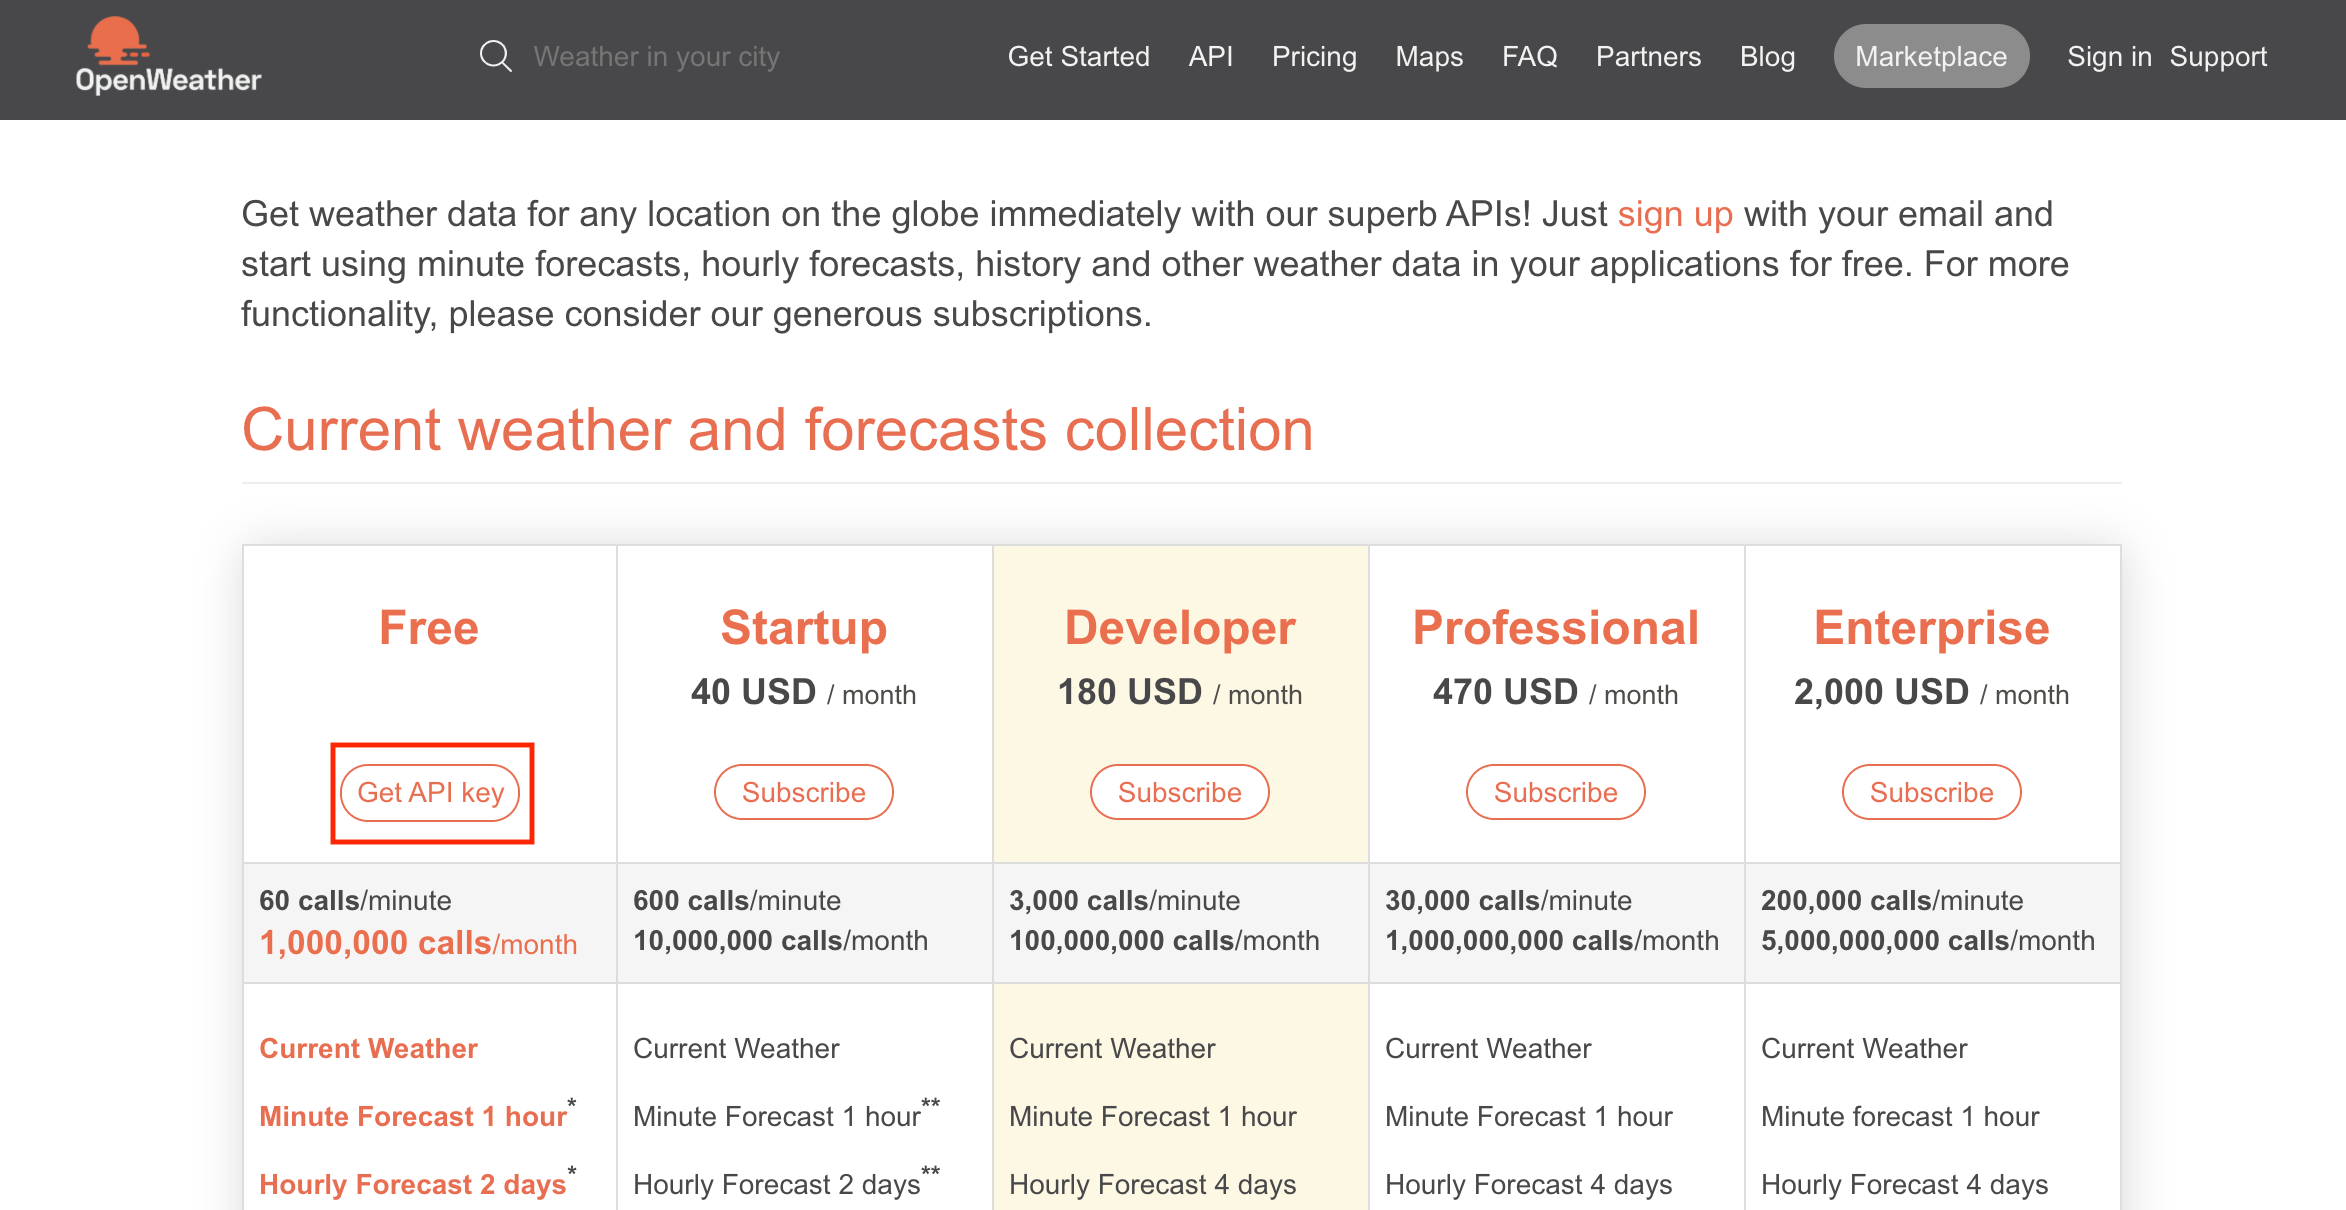 OpenWeather
Weather in your city
Get Started API Pricing Maps FAQ Partners Blog Marketplace Sign in Support
Get weather data for any location on the globe immediately with our superb APIs! Just sign up with your email and
start using minute forecasts, hourly forecasts, history and other weather data in your applications for free. For more
functionality, please consider our generous subscriptions.
Current weather and forecasts collection
Free Startup Developer Professional Enterprise
40 USD / month 180 USD / month 470 USD / month 2,000 USD / month
Get API key Subscribe Subscribe Subscribe Subscribe
60 calls/minute 600 calls/minute 3,000 calls/minute 30,000 calls/minute 200,000 calls/minute
1,000,000 calls/month 10,000,000 calls/month 100,000,000 calls/month 1,000,000,000 calls/month 5,000,000,000 calls/month
Current Weather Current Weather Current Weather Current Weather Current Weather
Minute Forecast 1 hour* Minute Forecast 1 hour** Minute Forecast 1 hour Minute Forecast 1 hour Minute forecast 1 hour
Hourly Forecast 2 days* Hourly Forecast 2 days** Hourly Forecast 4 days Hourly Forecast 4 days Hourly Forecast 4 days